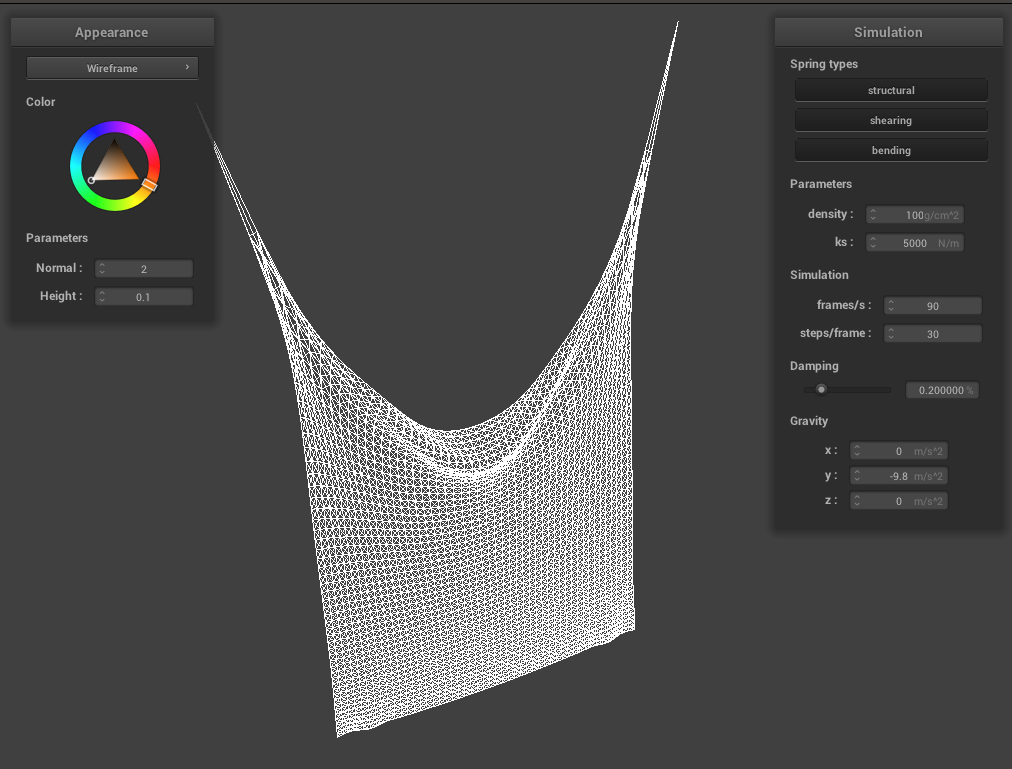 Appearance
Wireframe ›
Color
Parameters
Normal : 2
Height : 0.1
Simulation
Spring types
structural
shearing
bending
Parameters
density : 100 g/cm^2
ks : 5000 N/m
Simulation
frames/s : 90
steps/frame : 30
Damping
0.200000 %
Gravity
x : 0 m/s^2
y : -9.8 m/s^2
z : 0 m/s^2